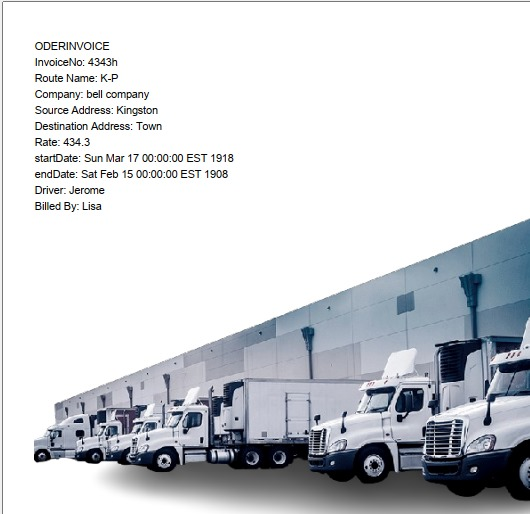 ODERINVOICE
InvoiceNo: 4343h
Route Name: K-P
Company: bell company
Source Address: Kingston
Destination Address: Town
Rate: 434.3
startDate: Sun Mar 17 00:00:00 EST 1918
endDate: Sat Feb 15 00:00:00 EST 1908
Driver: Jerome
Billed By: Lisa